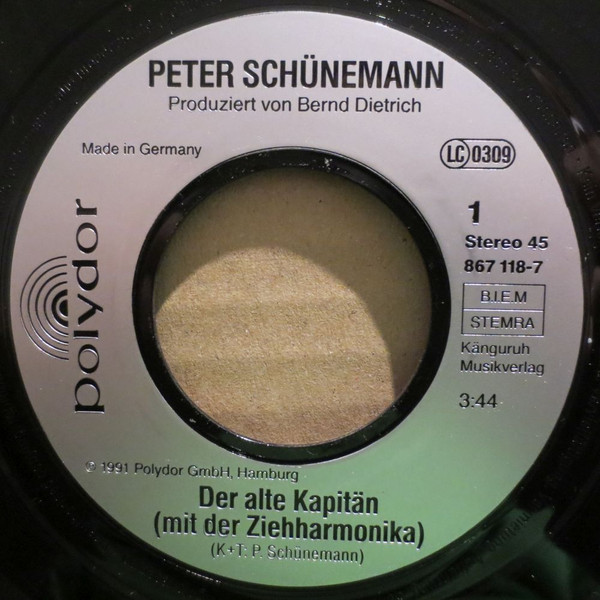 PETER SCHÜNEMANN
Produziert von Bernd Dietrich
Made in Germany
LC 0309
polydor
1
Stereo 45
867 118-7
B.I.E.M
STEMRA
Känguruh
Musikverlag
3:44
℗ 1991 Polydor GmbH, Hamburg
Der alte Kapitän
(mit der Ziehharmonika)
(K+T: P. Schünemann)